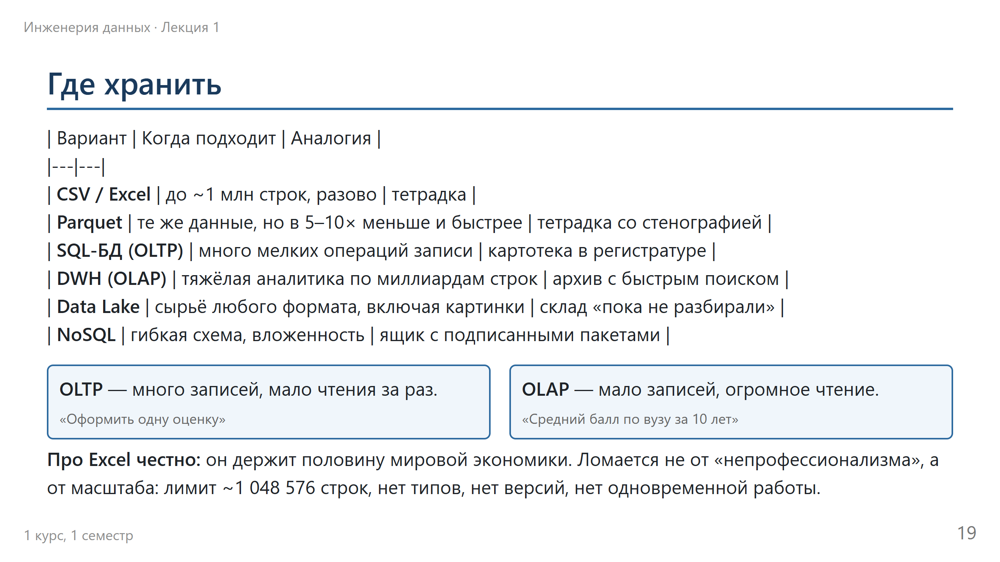 Инженерия данных · Лекция 1
Где хранить
| Вариант | Когда подходит | Аналогия |
|---|---|
| CSV / Excel | до ~1 млн строк, разово | тетрадка |
| Parquet | те же данные, но в 5–10× меньше и быстрее | тетрадка со стенографией |
| SQL-БД (OLTP) | много мелких операций записи | картотека в регистратуре |
| DWH (OLAP) | тяжёлая аналитика по миллиардам строк | архив с быстрым поиском |
| Data Lake | сырьё любого формата, включая картинки | склад «пока не разбирали» |
| NoSQL | гибкая схема, вложенность | ящик с подписанными пакетами |
OLTP — много записей, мало чтения за раз.
«Оформить одну оценку»
OLAP — мало записей, огромное чтение.
«Средний балл по вузу за 10 лет»
Про Excel честно: он держит половину мировой экономики. Ломается не от «непрофессионализма», а
от масштаба: лимит ~1 048 576 строк, нет типов, нет версий, нет одновременной работы.
1 курс, 1 семестр
19